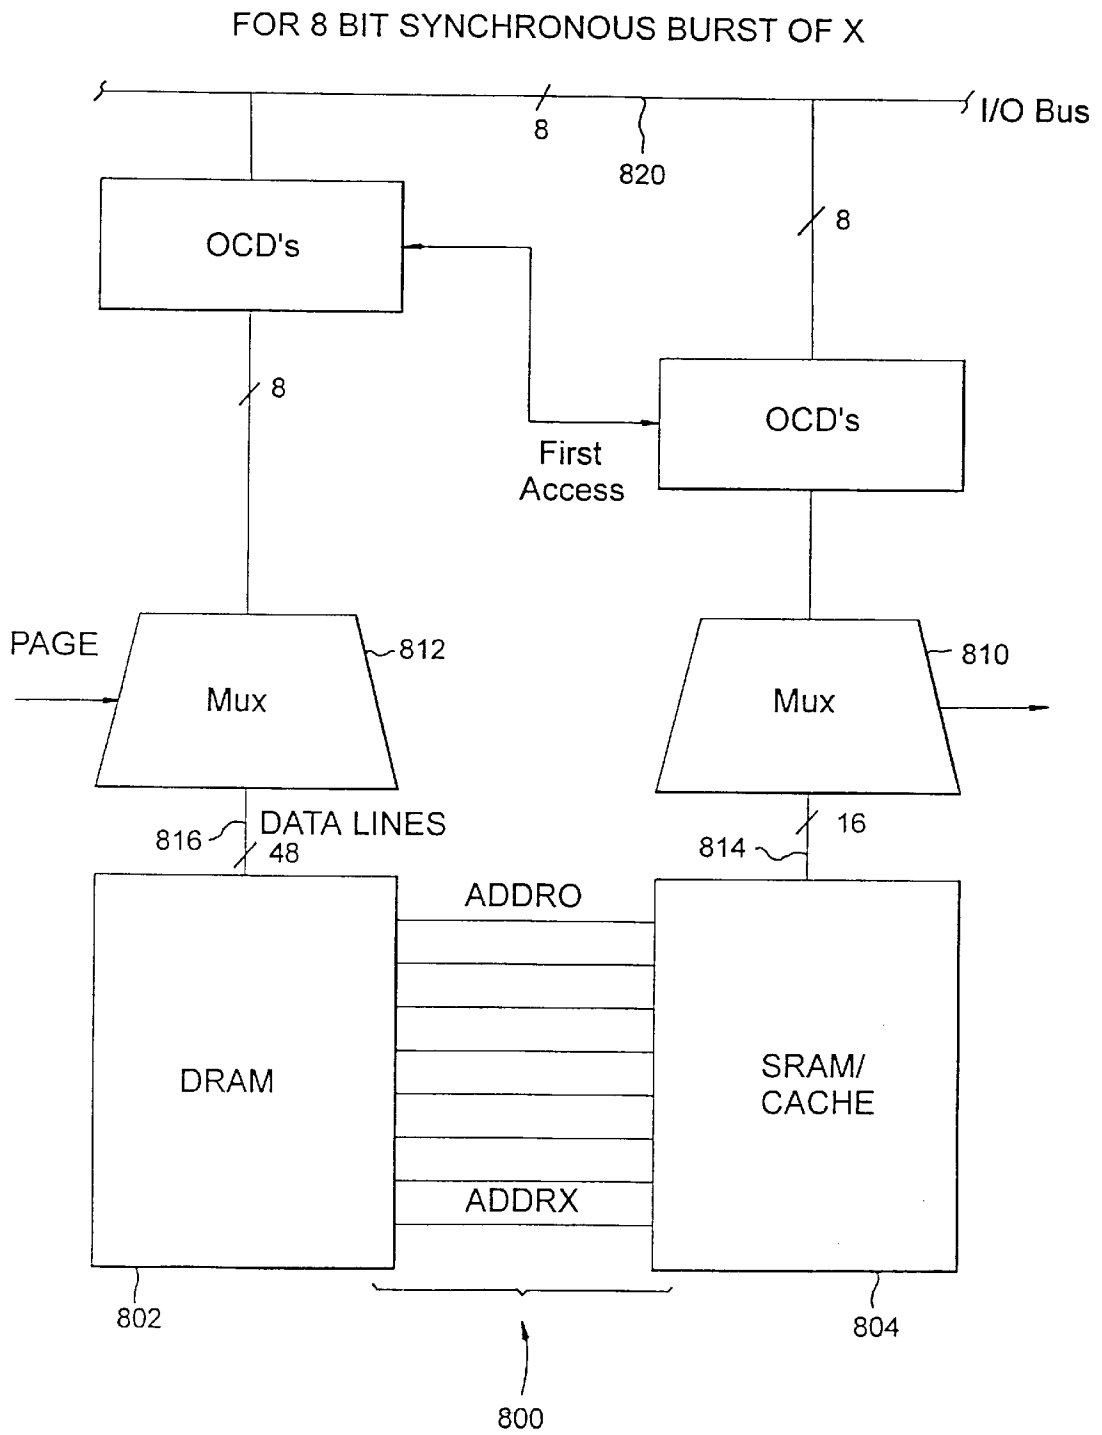 FOR 8 BIT SYNCHRONOUS BURST OF X
I/O Bus
8
820
OCD's
8
8
OCD's
First
Access
PAGE
812
Mux
810
Mux
816
DATA LINES
48
16
814
ADDRO
DRAM
SRAM/
CACHE
ADDRX
802
804
800